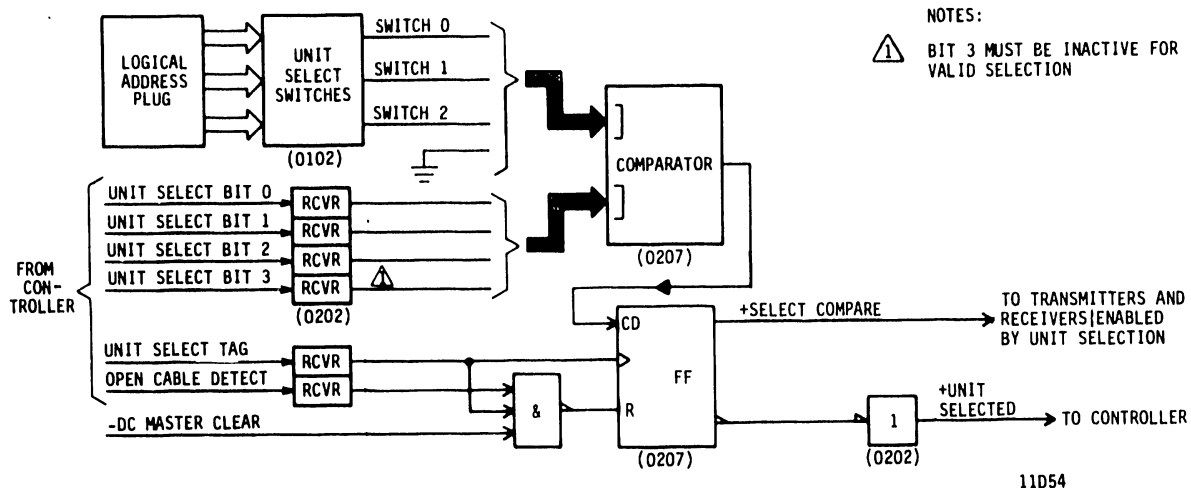 NOTES:
1 BIT 3 MUST BE INACTIVE FOR
VALID SELECTION
LOGICAL
ADDRESS
PLUG
UNIT
SELECT
SWITCHES
(0102)
SWITCH 0
SWITCH 1
SWITCH 2
COMPARATOR
(0207)
FROM
CON-
TROLLER
UNIT SELECT BIT 0
RCVR
UNIT SELECT BIT 1
RCVR
UNIT SELECT BIT 2
RCVR
UNIT SELECT BIT 3
RCVR
1
(0202)
UNIT SELECT TAG
RCVR
OPEN CABLE DETECT
RCVR
-DC MASTER CLEAR
&
CD
FF
R
(0207)
+SELECT COMPARE
TO TRANSMITTERS AND
RECEIVERS|ENABLED
BY UNIT SELECTION
1
(0202)
+UNIT
SELECTED
TO CONTROLLER
11D54